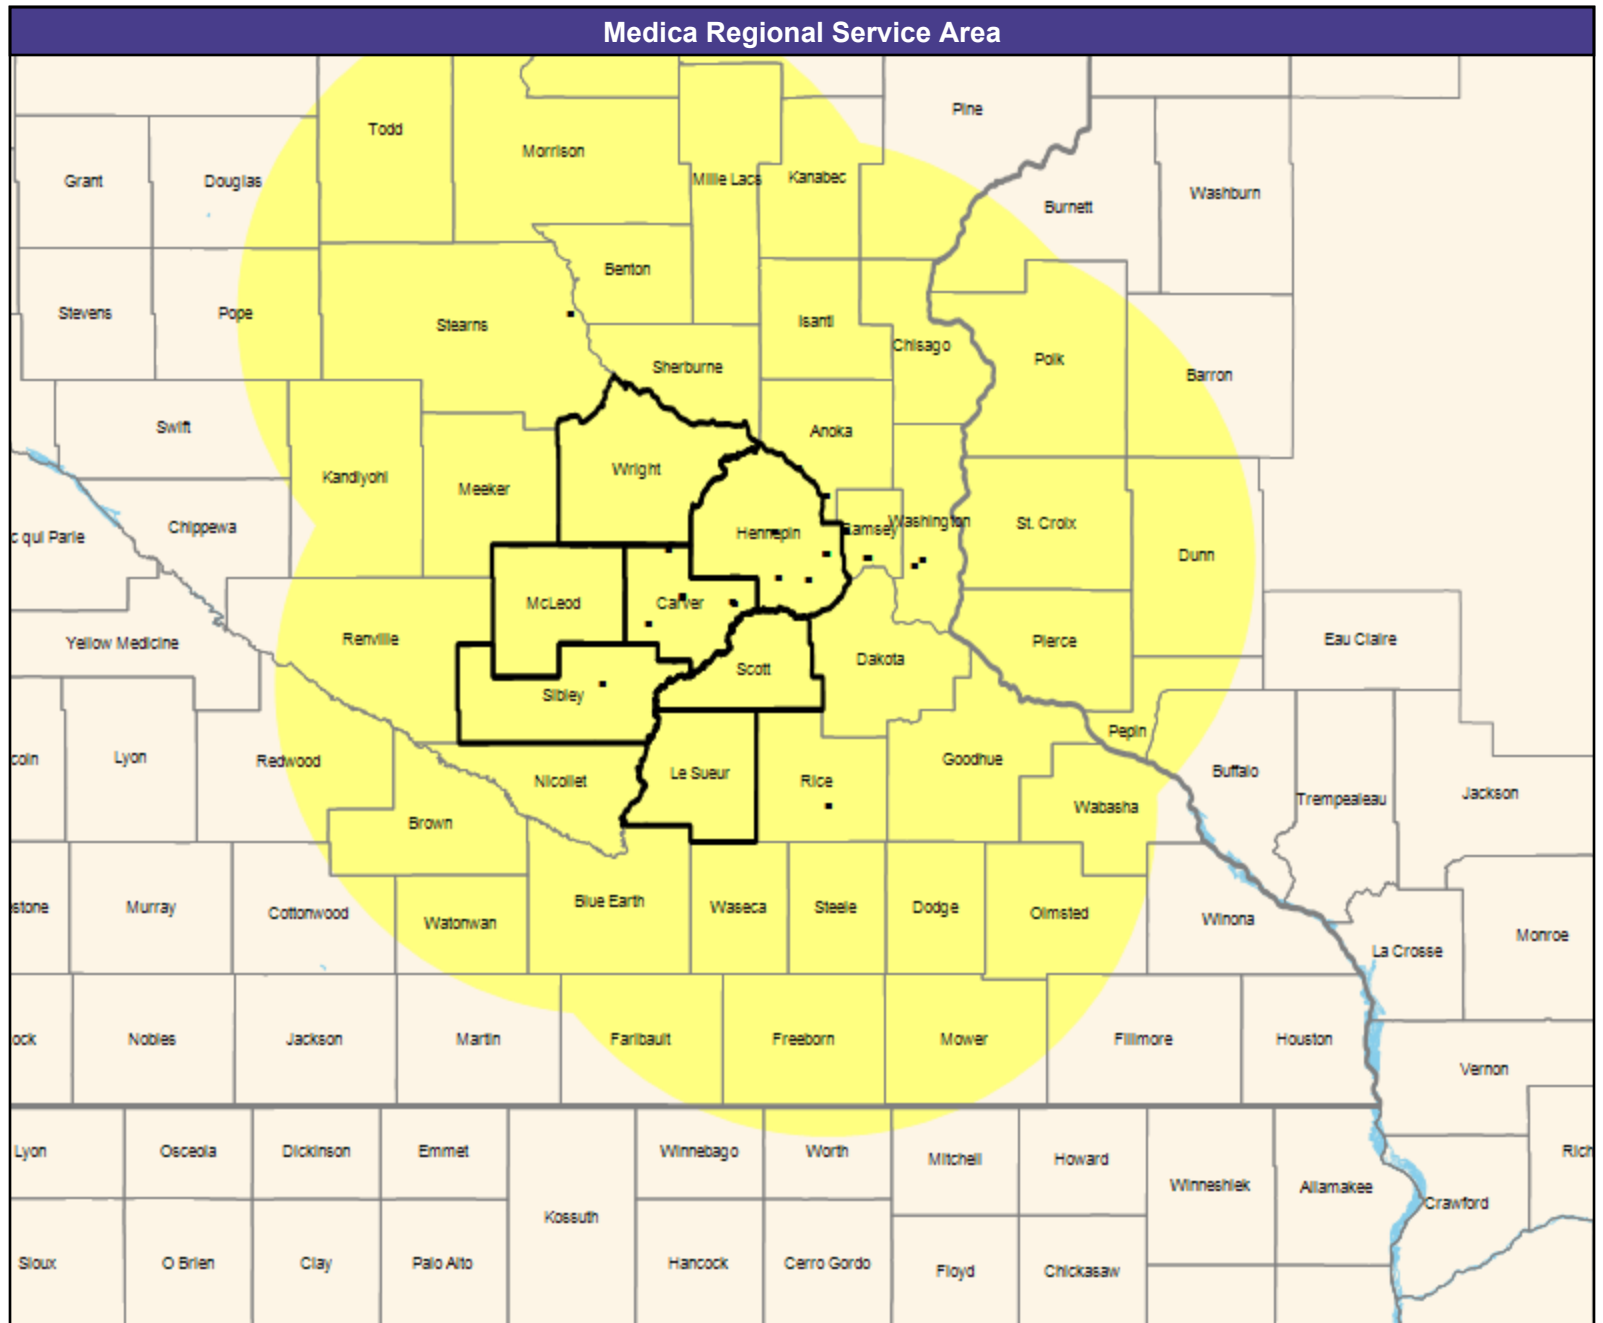 Medica Regional Service Area
Pine
Todd
Morrison
Grant
Douglas
Mille Lacs
Kanabec
Washburn
Burnett
Benton
Stevens
Pope
Stearns
Isanti
Chisago
Polk
Barron
Sherburne
Swift
Anoka
Wright
Kandiyohi
Meeker
Chippewa
c qui Parle
Hennepin
Ramsey
Washington
St. Croix
Dunn
McLeod
Carver
Yellow Medicine
Renville
Scott
Dakota
Pierce
Eau Claire
Sibley
coln
Lyon
Redwood
Nicollet
Le Sueur
Rice
Goodhue
Pepin
Buffalo
Trempealeau
Jackson
Brown
Wabasha
stone
Murray
Cottonwood
Watonwan
Blue Earth
Waseca
Steele
Dodge
Olmsted
Winona
La Crosse
Monroe
ock
Nobles
Jackson
Martin
Faribault
Freeborn
Mower
Fillmore
Houston
Vernon
Lyon
Osceola
Dickinson
Emmet
Winnebago
Worth
Mitchell
Howard
Winneshiek
Allamakee
Crawford
Rich
Kossuth
Sioux
O Brien
Clay
Palo Alto
Hancock
Cerro Gordo
Floyd
Chickasaw